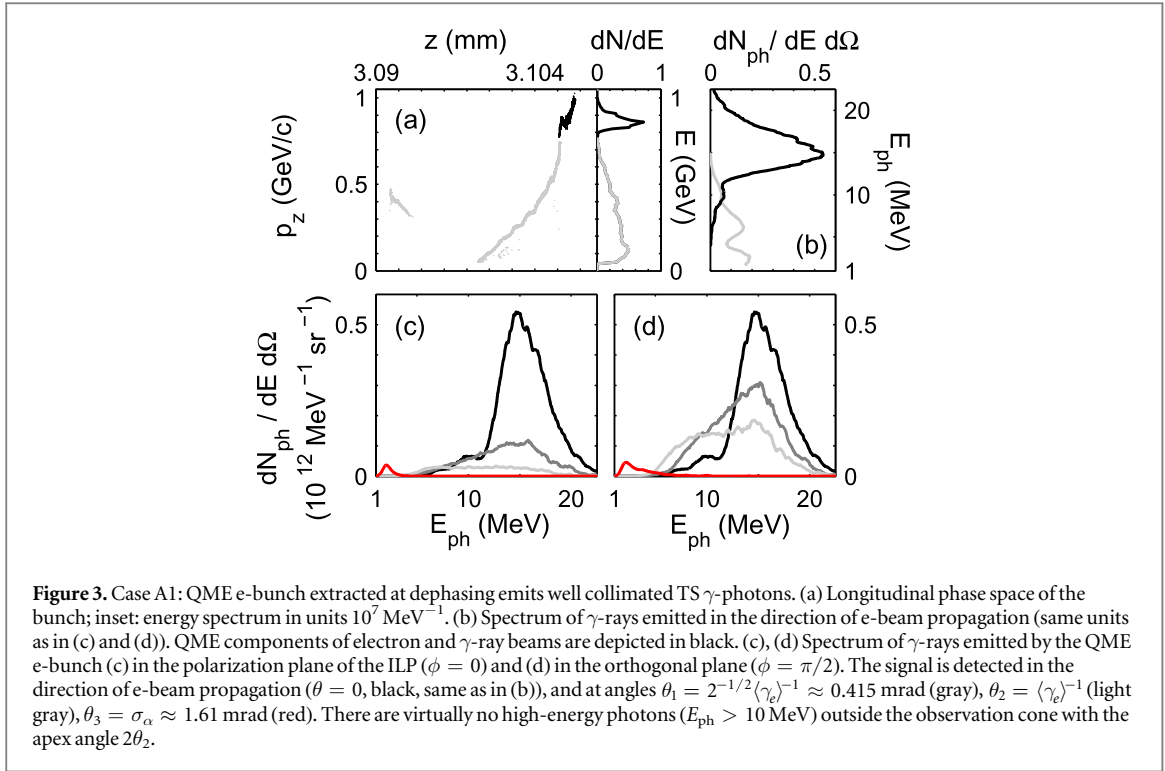 z (mm) dN/dE dN_ph / dE dΩ
3.09 3.104 0 1 0 0.5
1 (a) 1 20
p_z (GeV/c) 0.5 E (GeV) 10 E_ph (MeV)
0 0 (b) 1
dN_ph / dE dΩ
(10^12 MeV^−1 sr^−1)
0.5 (c) (d) 0.5
0 0
1 10 20 1 10 20
E_ph (MeV) E_ph (MeV)
Figure 3. Case A1: QME e-bunch extracted at dephasing emits well collimated TS γ-photons. (a) Longitudinal phase space of the
bunch; inset: energy spectrum in units 10^7 MeV^−1. (b) Spectrum of γ-rays emitted in the direction of e-beam propagation (same units
as in (c) and (d)). QME components of electron and γ-ray beams are depicted in black. (c), (d) Spectrum of γ-rays emitted by the QME
e-bunch (c) in the polarization plane of the ILP (ϕ = 0) and (d) in the orthogonal plane (ϕ = π/2). The signal is detected in the
direction of e-beam propagation (θ = 0, black, same as in (b)), and at angles θ_1 = 2^−1/2⟨γ_e⟩^−1 ≈ 0.415 mrad (gray), θ_2 = ⟨γ_e⟩^−1 (light
gray), θ_3 = σ_α ≈ 1.61 mrad (red). There are virtually no high-energy photons (E_ph > 10 MeV) outside the observation cone with the
apex angle 2θ_2.